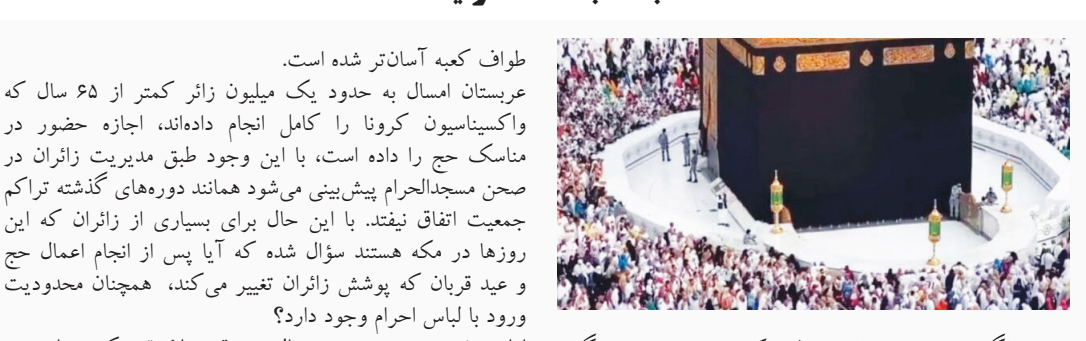 طواف کعبه آسان‌تر شده است.
عربستان امسال به حدود یک میلیون زائر کمتر از ۶۵ سال که
واکسیناسیون کرونا را کامل انجام داده‌اند، اجازه حضور در
مناسک حج را داده است، با این وجود طبق مدیریت زائران در
صحن مسجدالحرام پیش‌بینی می‌شود همانند دوره‌های گذشته تراکم
جمعیت اتفاق نیفتد. با این حال برای بسیاری از زائران که این
روزها در مکه هستند سؤال شده که آیا پس از انجام اعمال حج
و عید قربان که پوشش زائران تغییر می‌کند، همچنان محدودیت
ورود با لباس احرام وجود دارد؟